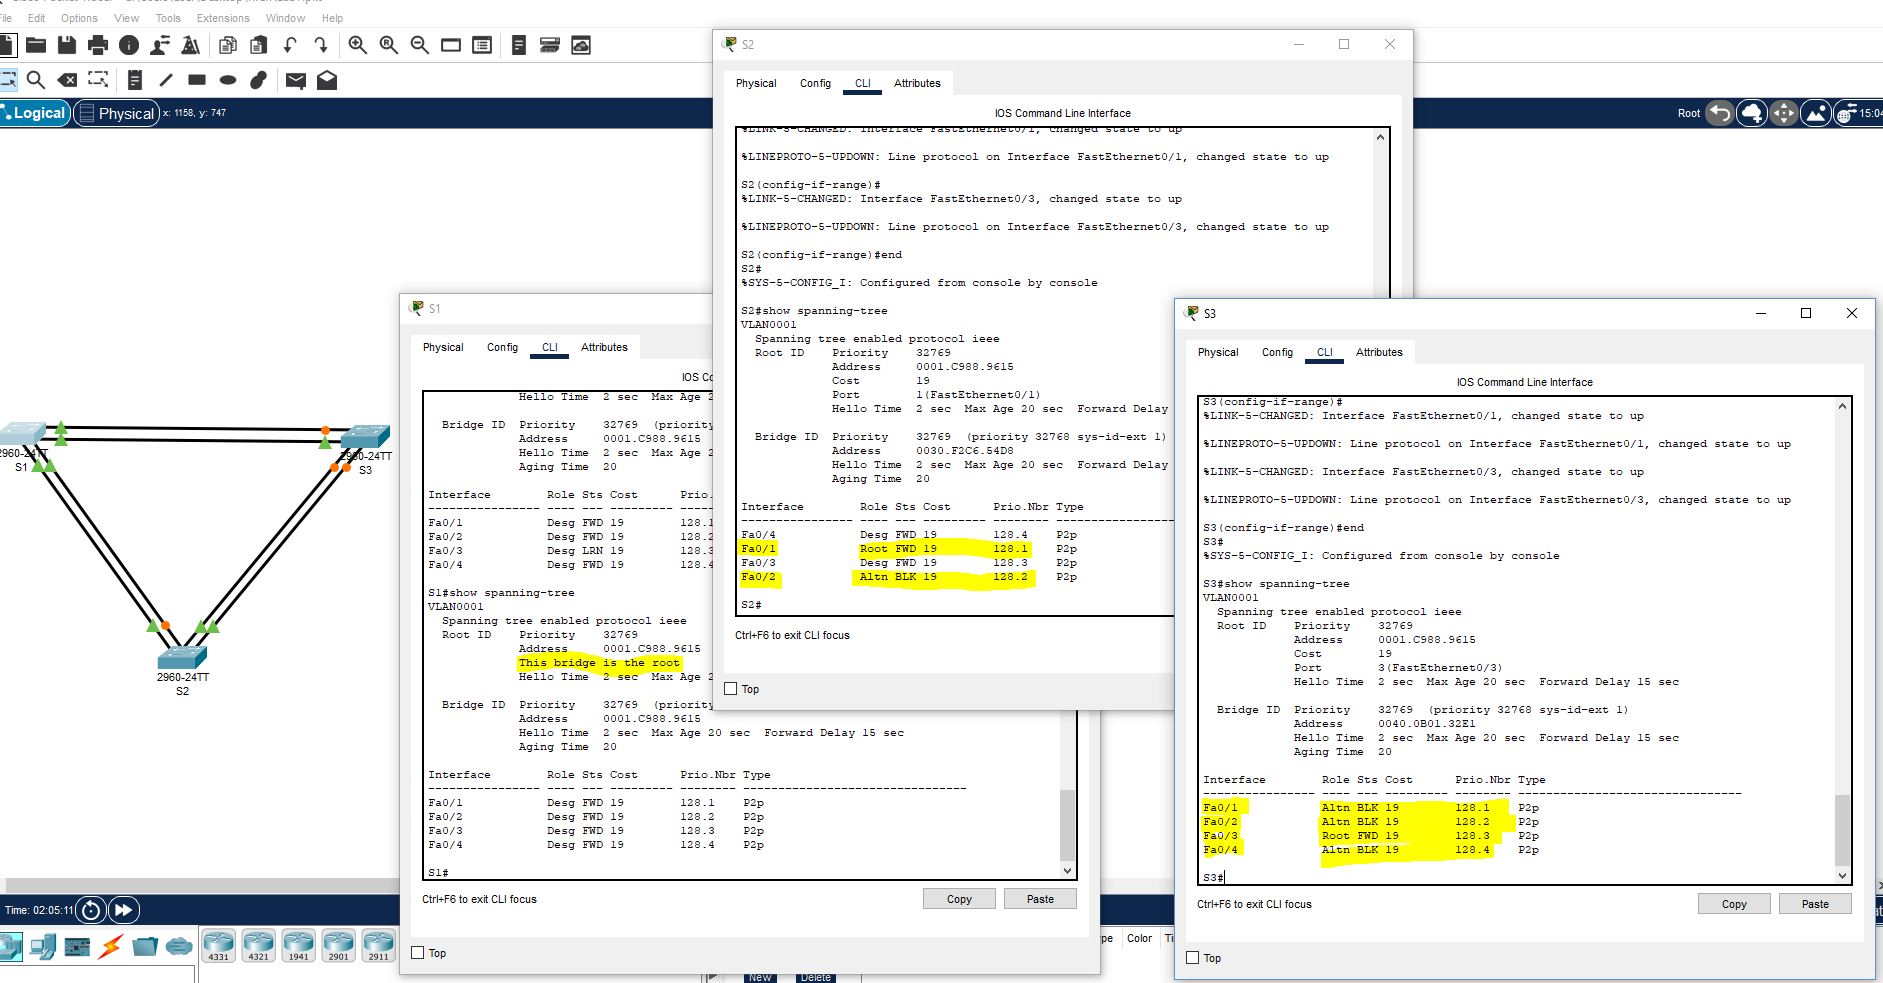 File Edit Options View Tools Extensions Window Help
Logical Physical x: 1158, y: 747
Root 15:04
2960-24TT
S1
2960-24TT
S3
2960-24TT
S2
S1
Physical Config CLI Attributes
Hello Time 2 sec Max Age 2
Bridge ID Priority 32769 (priority
Address 0001.C988.9615
Hello Time 2 sec Max Age 2
Aging Time 20
Interface Role Sts Cost Prio.
---------------- ---- --- --------- -----
Fa0/1 Desg FWD 19 128.1
Fa0/2 Desg FWD 19 128.2
Fa0/3 Desg LRN 19 128.3
Fa0/4 Desg FWD 19 128.4
S1#show spanning-tree
VLAN0001
Spanning tree enabled protocol ieee
Root ID Priority 32769
Address 0001.C988.9615
This bridge is the root
Hello Time 2 sec Max Age 2
Bridge ID Priority 32769 (priority
Address 0001.C988.9615
Hello Time 2 sec Max Age 20 sec Forward Delay 15 sec
Aging Time 20
Interface Role Sts Cost Prio.Nbr Type
---------------- ---- --- --------- -------- --------------------------------
Fa0/1 Desg FWD 19 128.1 P2p
Fa0/2 Desg FWD 19 128.2 P2p
Fa0/3 Desg FWD 19 128.3 P2p
Fa0/4 Desg FWD 19 128.4 P2p
S1#
Ctrl+F6 to exit CLI focus
Copy Paste
Top
S2
Physical Config CLI Attributes
IOS Command Line Interface
%LINK-5-CHANGED: Interface FastEthernet0/1, changed state to up
%LINEPROTO-5-UPDOWN: Line protocol on Interface FastEthernet0/1, changed state to up
S2(config-if-range)#
%LINK-5-CHANGED: Interface FastEthernet0/3, changed state to up
%LINEPROTO-5-UPDOWN: Line protocol on Interface FastEthernet0/3, changed state to up
S2(config-if-range)#end
S2#
%SYS-5-CONFIG_I: Configured from console by console
S2#show spanning-tree
VLAN0001
Spanning tree enabled protocol ieee
Root ID Priority 32769
Address 0001.C988.9615
Cost 19
Port 1(FastEthernet0/1)
Hello Time 2 sec Max Age 20 sec Forward Delay
Bridge ID Priority 32769 (priority 32768 sys-id-ext 1)
Address 0030.F2C6.54D8
Hello Time 2 sec Max Age 20 sec Forward Delay
Aging Time 20
Interface Role Sts Cost Prio.Nbr Type
---------------- ---- --- --------- -------- -----------------
Fa0/4 Desg FWD 19 128.4 P2p
Fa0/1 Root FWD 19 128.1 P2p
Fa0/3 Desg FWD 19 128.3 P2p
Fa0/2 Altn BLK 19 128.2 P2p
S2#
Ctrl+F6 to exit CLI focus
Top
S3
Physical Config CLI Attributes
IOS Command Line Interface
S3(config-if-range)#
%LINK-5-CHANGED: Interface FastEthernet0/1, changed state to up
%LINEPROTO-5-UPDOWN: Line protocol on Interface FastEthernet0/1, changed state to up
%LINK-5-CHANGED: Interface FastEthernet0/3, changed state to up
%LINEPROTO-5-UPDOWN: Line protocol on Interface FastEthernet0/3, changed state to up
S3(config-if-range)#end
S3#
%SYS-5-CONFIG_I: Configured from console by console
S3#show spanning-tree
VLAN0001
Spanning tree enabled protocol ieee
Root ID Priority 32769
Address 0001.C988.9615
Cost 19
Port 3(FastEthernet0/3)
Hello Time 2 sec Max Age 20 sec Forward Delay 15 sec
Bridge ID Priority 32769 (priority 32768 sys-id-ext 1)
Address 0040.0B01.32E1
Hello Time 2 sec Max Age 20 sec Forward Delay 15 sec
Aging Time 20
Interface Role Sts Cost Prio.Nbr Type
---------------- ---- --- --------- -------- --------------------------------
Fa0/1 Altn BLK 19 128.1 P2p
Fa0/2 Altn BLK 19 128.2 P2p
Fa0/3 Root FWD 19 128.3 P2p
Fa0/4 Altn BLK 19 128.4 P2p
S3#
Ctrl+F6 to exit CLI focus
Copy Paste
Top
Time: 02:05:11
4331 4321 1941 2901 2911
Color
New Delete